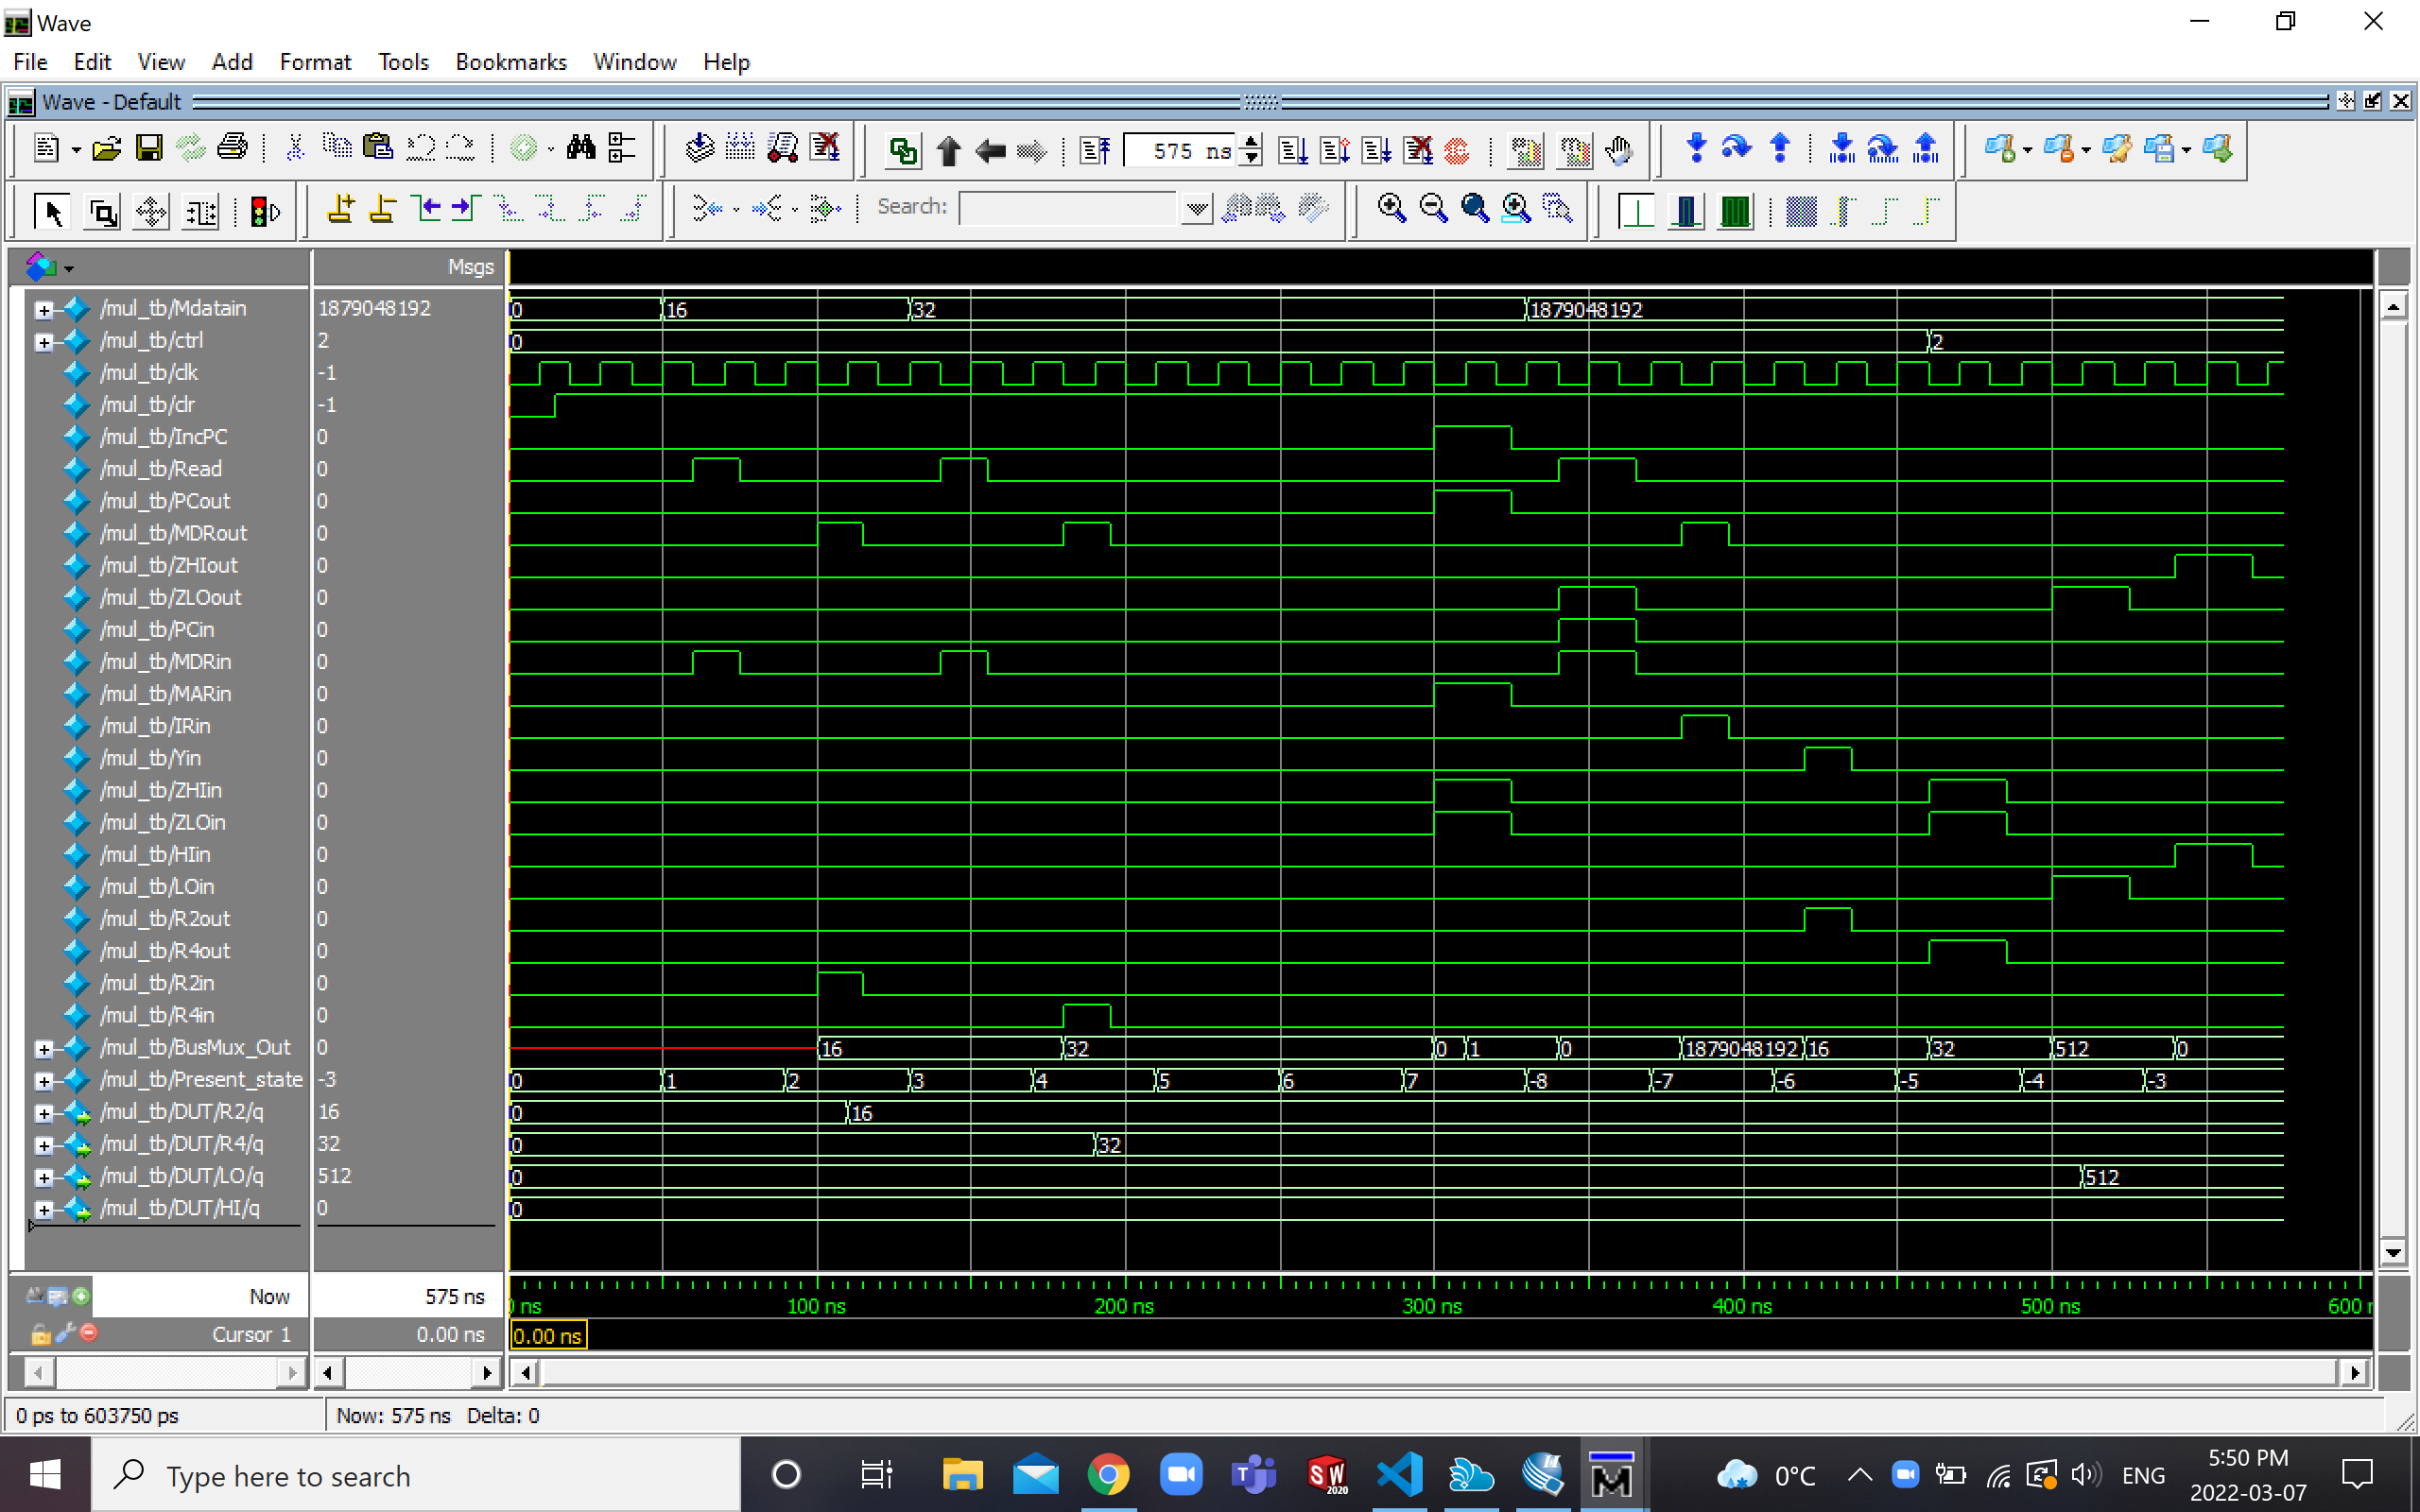 Wave
File Edit View Add Format Tools Bookmarks Window Help
Wave - Default
575 ns
Search:
Msgs
/mul_tb/Mdatain 1879048192 0 16 32 1879048192
/mul_tb/ctrl 2 0 2
/mul_tb/clk -1
/mul_tb/clr -1
/mul_tb/IncPC 0
/mul_tb/Read 0
/mul_tb/PCout 0
/mul_tb/MDRout 0
/mul_tb/ZHIout 0
/mul_tb/ZLOout 0
/mul_tb/PCin 0
/mul_tb/MDRin 0
/mul_tb/MARin 0
/mul_tb/IRin 0
/mul_tb/Yin 0
/mul_tb/ZHIin 0
/mul_tb/ZLOin 0
/mul_tb/HIin 0
/mul_tb/LOin 0
/mul_tb/R2out 0
/mul_tb/R4out 0
/mul_tb/R2in 0
/mul_tb/R4in 0
/mul_tb/BusMux_Out 0 16 32 0 1 0 1879048192 16 32 512 0
/mul_tb/Present_state -3 0 1 2 3 4 5 6 7 -8 -7 -6 -5 -4 -3
/mul_tb/DUT/R2/q 16 0 16
/mul_tb/DUT/R4/q 32 0 32
/mul_tb/DUT/LO/q 512 0 512
/mul_tb/DUT/HI/q 0 0
Now 575 ns ns 100 ns 200 ns 300 ns 400 ns 500 ns 600
Cursor 1 0.00 ns 0.00 ns
0 ps to 603750 ps Now: 575 ns Delta: 0
Type here to search
T
SW
2020
M
0°C
ENG
5:50 PM
2022-03-07